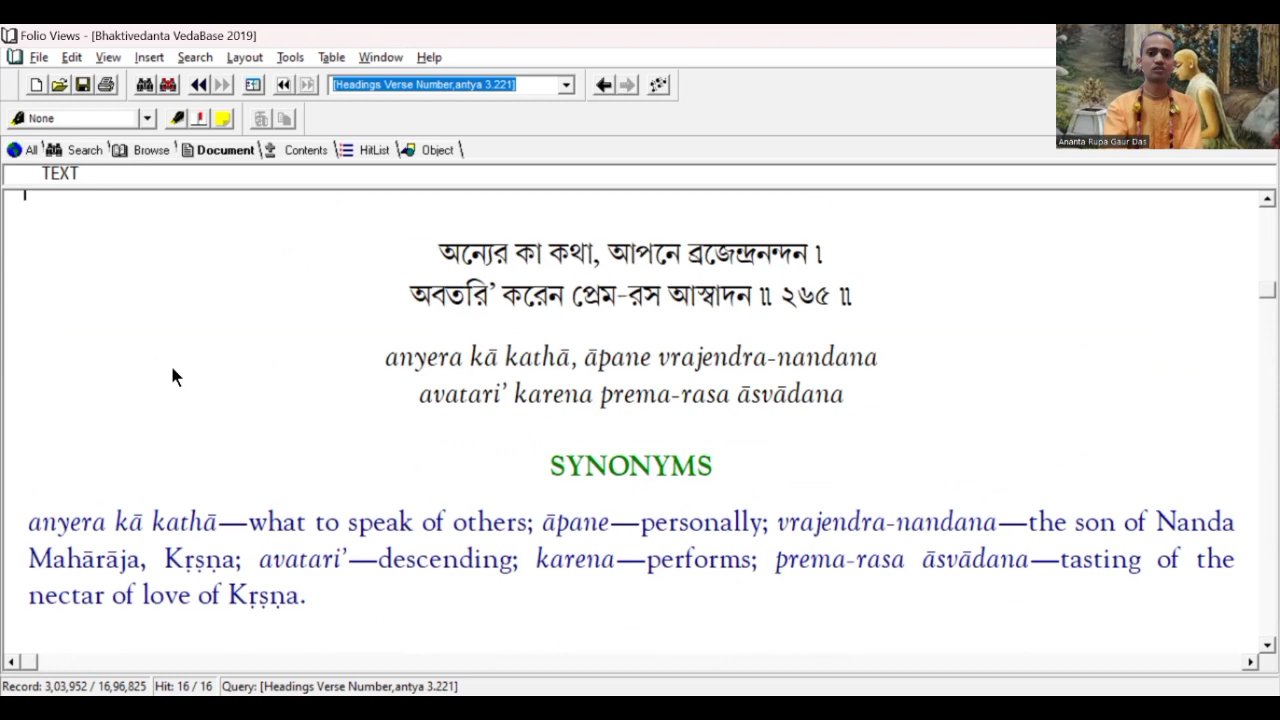 Folio Views - [Bhaktivedanta VedaBase 2019]
File Edit View Insert Search Layout Tools Table Window Help
[Headings Verse Number,antya 3.221]
None
All Search Browse Document Contents HitList Object
Ananta Rupa Gaur Das
TEXT
অন্যের কা কথা, আপনে ব্রজেন্দ্রনন্দন ৷
অবতরি’ করেন প্রেম-রস আস্বাদন ॥ ২৬৫ ॥
anyera kā kathā, āpane vrajendra-nandana
avatari’ karena prema-rasa āsvādana
SYNONYMS
anyera kā kathā—what to speak of others; āpane—personally; vrajendra-nandana—the son of Nanda
Mahārāja, Kṛṣṇa; avatari’—descending; karena—performs; prema-rasa āsvādana—tasting of the
nectar of love of Kṛṣṇa.
Record: 3,03,952 / 16,96,825 Hit: 16 / 16 Query: [Headings Verse Number,antya 3.221]